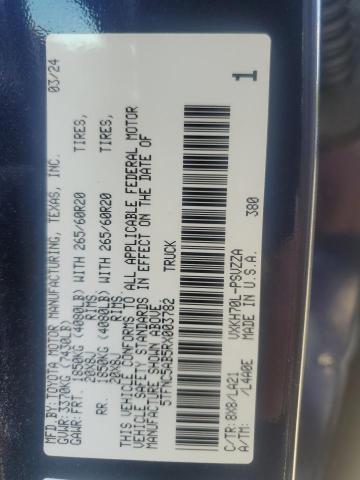 MFD. BY: TOYOTA MOTOR MANUFACTURING, TEXAS, INC. 03/24
GVWR: 3370KG (7430LB)
GAWR: FRT. 1850KG (4080LB) WITH 265/60R20 TIRES,
20X8J RIMS
RR. 1850KG (4080LB) WITH 265/60R20 TIRES,
20X8J RIMS
THIS VEHICLE CONFORMS TO ALL APPLICABLE FEDERAL MOTOR
VEHICLE SAFETY STANDARDS IN EFFECT ON THE DATE OF
MANUFACTURE SHOWN ABOVE.
5TFNC5AB5RX003782 TRUCK
1
C/TR: 8X8/LA21 VXKH70L-PSVZZA 380
A/TM: /L4A0E MADE IN U.S.A.